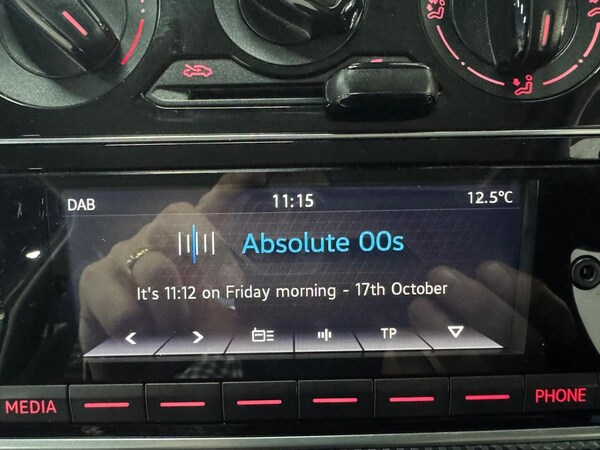 DAB 11:15 12.5°C
Absolute 00s
It's 11:12 on Friday morning - 17th October
TP
MEDIA PHONE